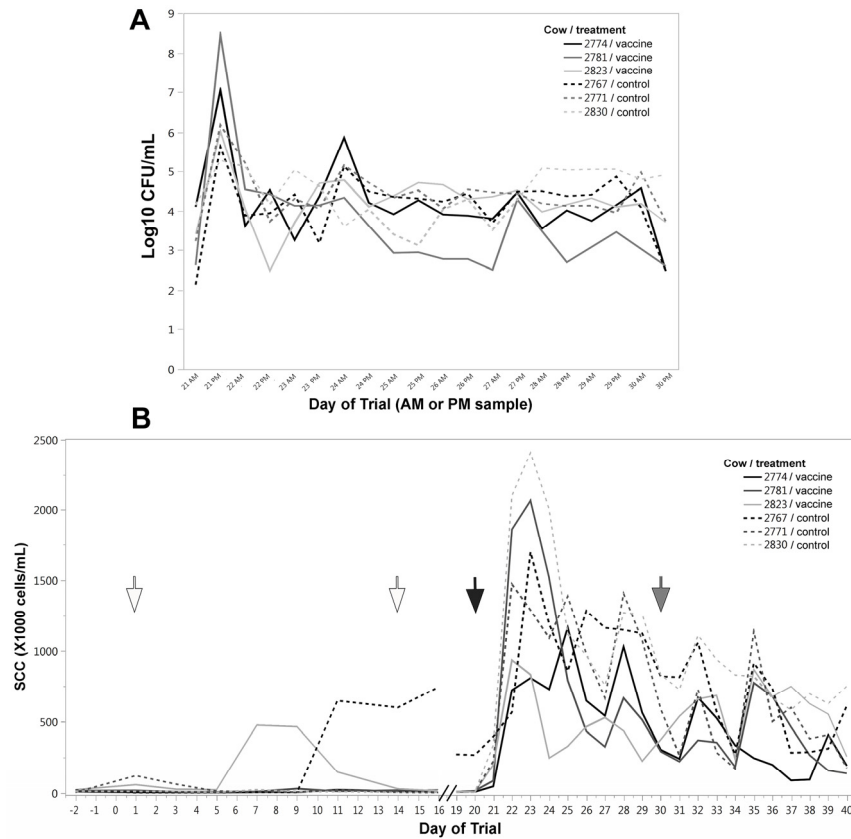 A
Cow / treatment
2774 / vaccine
2781 / vaccine
2823 / vaccine
2767 / control
2771 / control
2830 / control
9
8
7
6
5
4
3
2
1
0
Log10 CFU/mL
21 AM 21 PM 22 AM 22 PM 23 AM 23 PM 24 AM 24 PM 25 AM 25 PM 26 AM 26 PM 27 AM 27 PM 28 AM 28 PM 29 AM 29 PM 30 AM 30 PM
Day of Trial (AM or PM sample)
B
Cow / treatment
2774 / vaccine
2781 / vaccine
2823 / vaccine
2767 / control
2771 / control
2830 / control
2500
2000
1500
1000
500
0
SCC (X1000 cells/mL)
-2 0 1 2 3 4 5 6 7 8 9 10 11 12 13 14 15 16 19 20 21 22 23 24 25 26 27 28 29 30 31 32 33 34 35 36 37 38 39 40
Day of Trial